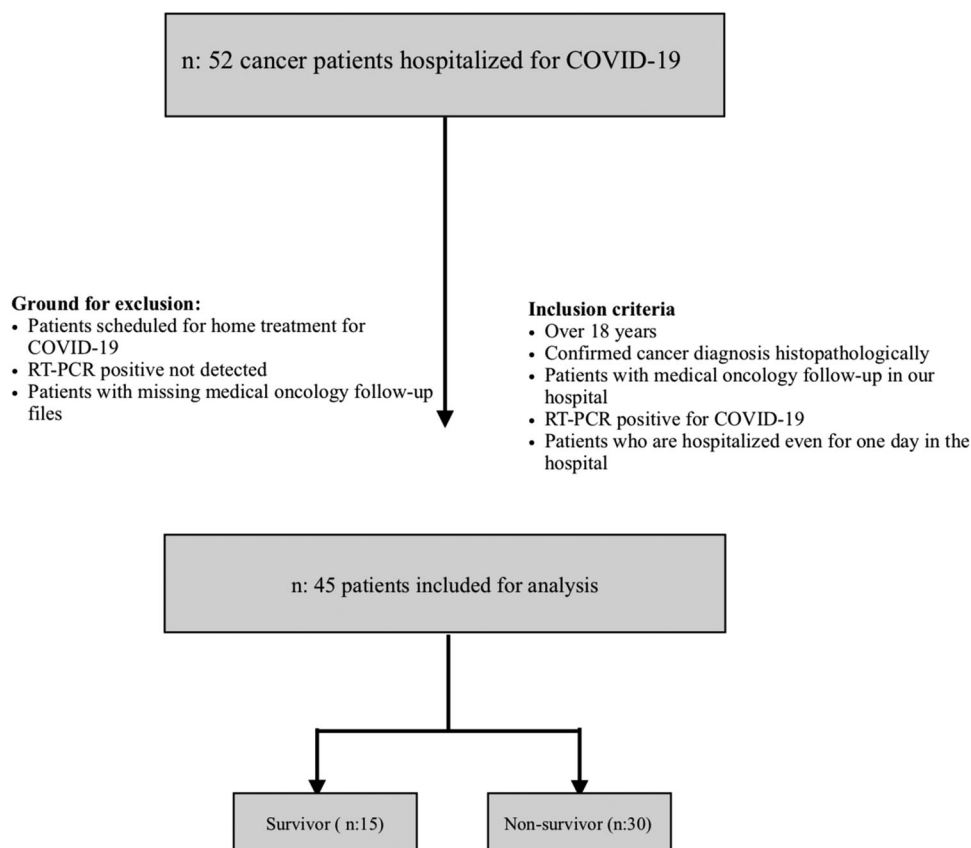 n: 52 cancer patients hospitalized for COVID-19
Ground for exclusion:
• Patients scheduled for home treatment for
COVID-19
• RT-PCR positive not detected
• Patients with missing medical oncology follow-up
files
Inclusion criteria
• Over 18 years
• Confirmed cancer diagnosis histopathologically
• Patients with medical oncology follow-up in our
hospital
• RT-PCR positive for COVID-19
• Patients who are hospitalized even for one day in the
hospital
n: 45 patients included for analysis
Survivor ( n:15)
Non-survivor (n:30)